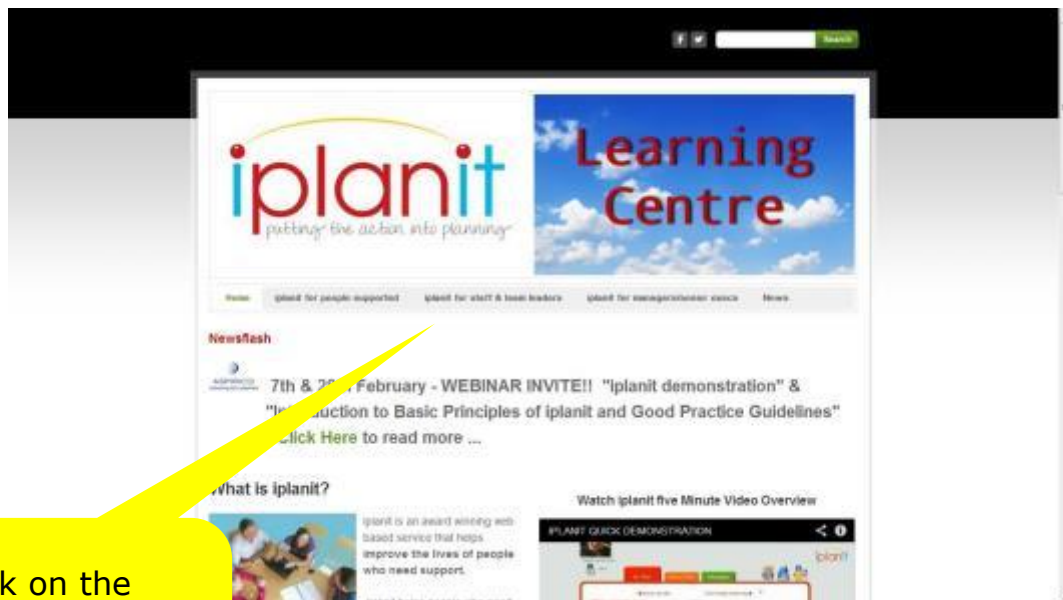 Search
iplanit
putting the action into planning
Learning
Centre
Home iplanit for people supported iplanit for staff & team leaders iplanit for managers News
Newsflash
7th & February - WEBINAR INVITE!! "iplanit demonstration" &
to Basic Principles of iplanit and Good Practice Guidelines"
Click Here to read more ...
What is iplanit?
Watch iplanit five Minute Video Overview
iplanit is an award winning web
based service that helps
improve the lives of people
who need support.
IPLANIT QUICK DEMONSTRATION
iplanit
k on the